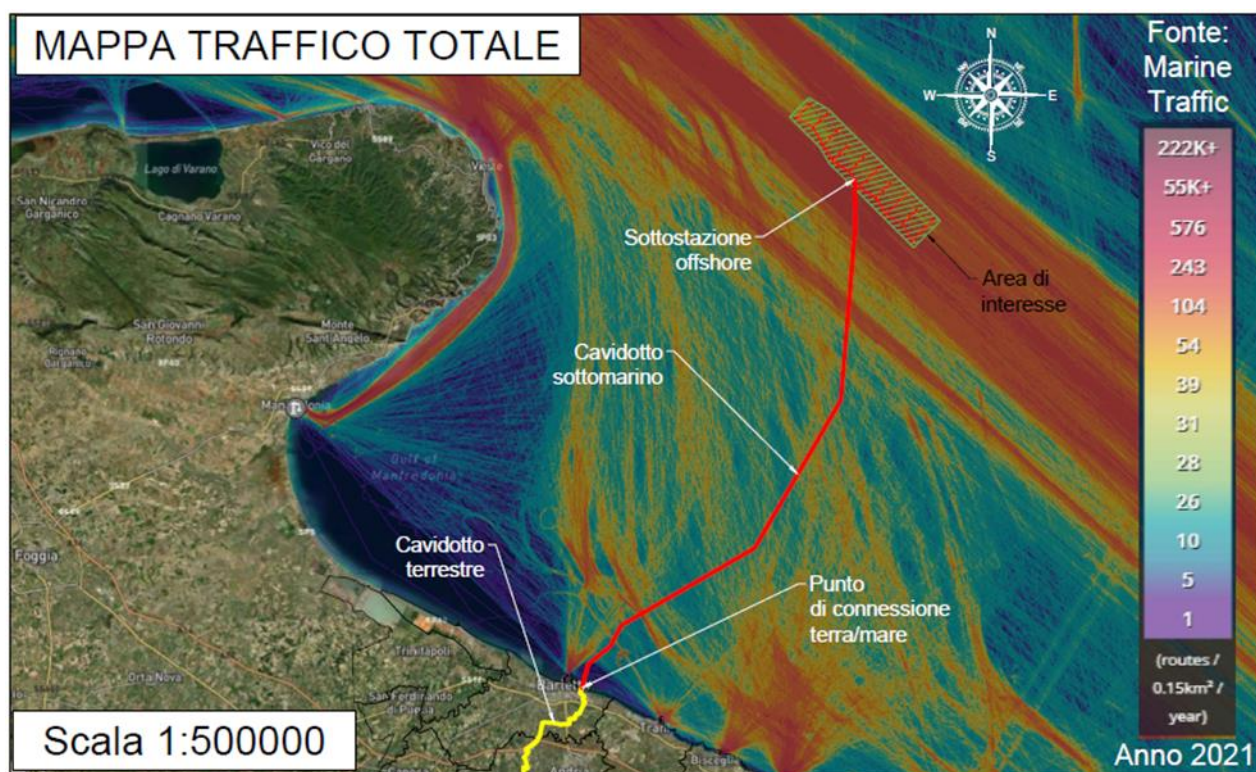 MAPPA TRAFFICO TOTALE
Fonte:
Marine
Traffic
N
W
E
S
222K+
55K+
576
243
104
54
39
31
28
26
10
5
1
(routes /
0.15km² /
year)
Anno 2021
Lago di Varano
Vico del
Gargano
Vieste
San Nicandro
Garganico
Cagnano Varano
Sottostazione
offshore
Area di
interesse
San Giovanni
Rotondo
Monte
Sant'Angelo
Rignano
Garganico
Cavidotto
sottomarino
Gulf of
Manfredonia
Foggia
Cavidotto
terrestre
Punto
di connessione
terra/mare
Trinitapoli
Orta Nova
San Ferdinando
di Puglia
Trani
Bisceglie
Andria
Scala 1:500000